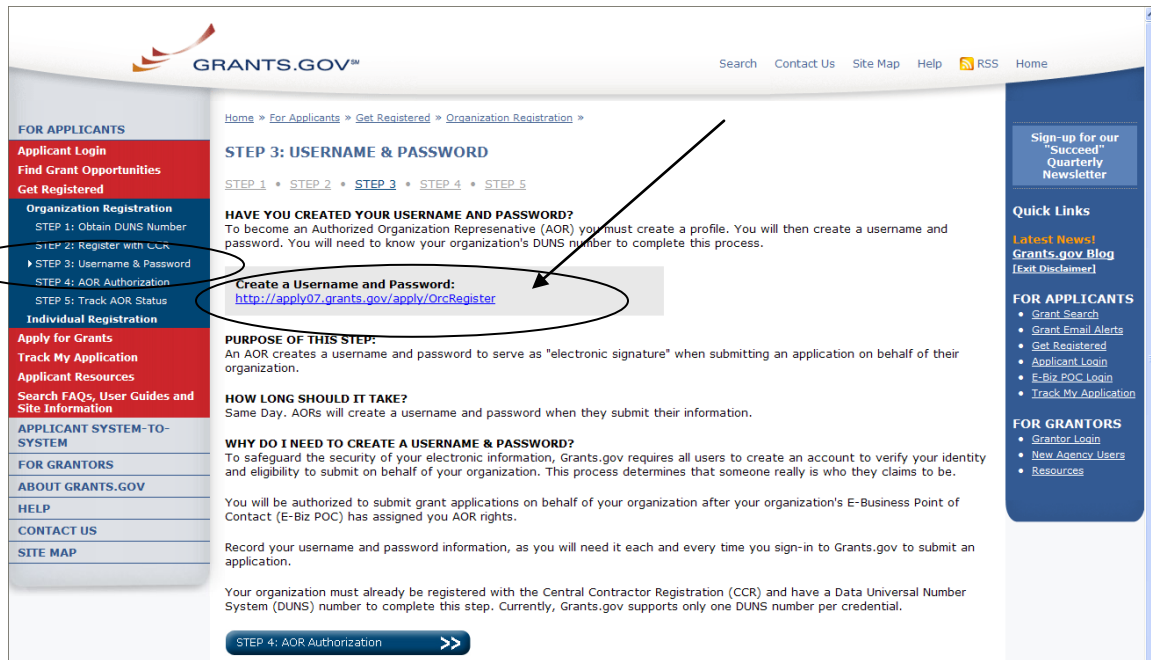 GRANTS.GOV℠
Search Contact Us Site Map Help RSS Home
FOR APPLICANTS
Applicant Login
Find Grant Opportunities
Get Registered
Organization Registration
STEP 1: Obtain DUNS Number
STEP 2: Register with CCR
STEP 3: Username & Password
STEP 4: AOR Authorization
STEP 5: Track AOR Status
Individual Registration
Apply for Grants
Track My Application
Applicant Resources
Search FAQs, User Guides and
Site Information
APPLICANT SYSTEM-TO-
SYSTEM
FOR GRANTORS
ABOUT GRANTS.GOV
HELP
CONTACT US
SITE MAP
Home » For Applicants » Get Registered » Organization Registration »
STEP 3: USERNAME & PASSWORD
STEP 1 • STEP 2 • STEP 3 • STEP 4 • STEP 5
HAVE YOU CREATED YOUR USERNAME AND PASSWORD?
To become an Authorized Organization Represenative (AOR) you must create a profile. You will then create a username and
password. You will need to know your organization's DUNS number to complete this process.
Create a Username and Password:
http://apply07.grants.gov/apply/OrcRegister
PURPOSE OF THIS STEP:
An AOR creates a username and password to serve as "electronic signature" when submitting an application on behalf of their
organization.
HOW LONG SHOULD IT TAKE?
Same Day. AORs will create a username and password when they submit their information.
WHY DO I NEED TO CREATE A USERNAME & PASSWORD?
To safeguard the security of your electronic information, Grants.gov requires all users to create an account to verify your identity
and eligibility to submit on behalf of your organization. This process determines that someone really is who they claims to be.
You will be authorized to submit grant applications on behalf of your organization after your organization's E-Business Point of
Contact (E-Biz POC) has assigned you AOR rights.
Record your username and password information, as you will need it each and every time you sign-in to Grants.gov to submit an
application.
Your organization must already be registered with the Central Contractor Registration (CCR) and have a Data Universal Number
System (DUNS) number to complete this step. Currently, Grants.gov supports only one DUNS number per credential.
STEP 4: AOR Authorization >>
Sign-up for our
"Succeed"
Quarterly
Newsletter
Quick Links
Latest News!
Grants.gov Blog
[Exit Disclaimer]
FOR APPLICANTS
• Grant Search
• Grant Email Alerts
• Get Registered
• Applicant Login
• E-Biz POC Login
• Track My Application
FOR GRANTORS
• Grantor Login
• New Agency Users
• Resources